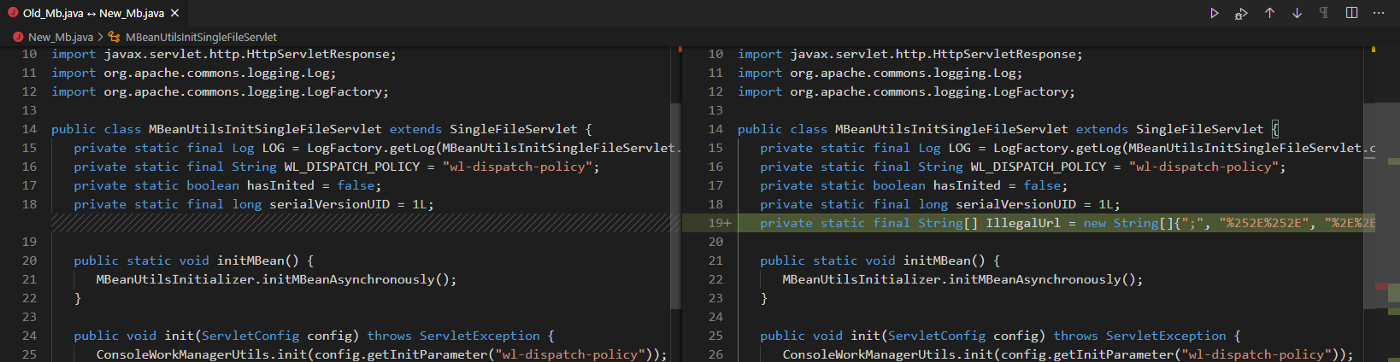 Old_Mb.java ↔ New_Mb.java ×
New_Mb.java > MBeanUtilsInitSingleFileServlet
10 import javax.servlet.http.HttpServletResponse;
11 import org.apache.commons.logging.Log;
12 import org.apache.commons.logging.LogFactory;
13
14 public class MBeanUtilsInitSingleFileServlet extends SingleFileServlet {
15 private static final Log LOG = LogFactory.getLog(MBeanUtilsInitSingleFileServlet.
16 private static final String WL_DISPATCH_POLICY = "wl-dispatch-policy";
17 private static boolean hasInited = false;
18 private static final long serialVersionUID = 1L;
19
20 public static void initMBean() {
21 MBeanUtilsInitializer.initMBeanAsynchronously();
22 }
23
24 public void init(ServletConfig config) throws ServletException {
25 ConsoleWorkManagerUtils.init(config.getInitParameter("wl-dispatch-policy"));
10 import javax.servlet.http.HttpServletResponse;
11 import org.apache.commons.logging.Log;
12 import org.apache.commons.logging.LogFactory;
13
14 public class MBeanUtilsInitSingleFileServlet extends SingleFileServlet {
15 private static final Log LOG = LogFactory.getLog(MBeanUtilsInitSingleFileServlet.c
16 private static final String WL_DISPATCH_POLICY = "wl-dispatch-policy";
17 private static boolean hasInited = false;
18 private static final long serialVersionUID = 1L;
19+ private static final String[] IllegalUrl = new String[]{";", "%252E%252E", "%2E%2E
20
21 public static void initMBean() {
22 MBeanUtilsInitializer.initMBeanAsynchronously();
23 }
24
25 public void init(ServletConfig config) throws ServletException {
26 ConsoleWorkManagerUtils.init(config.getInitParameter("wl-dispatch-policy"));